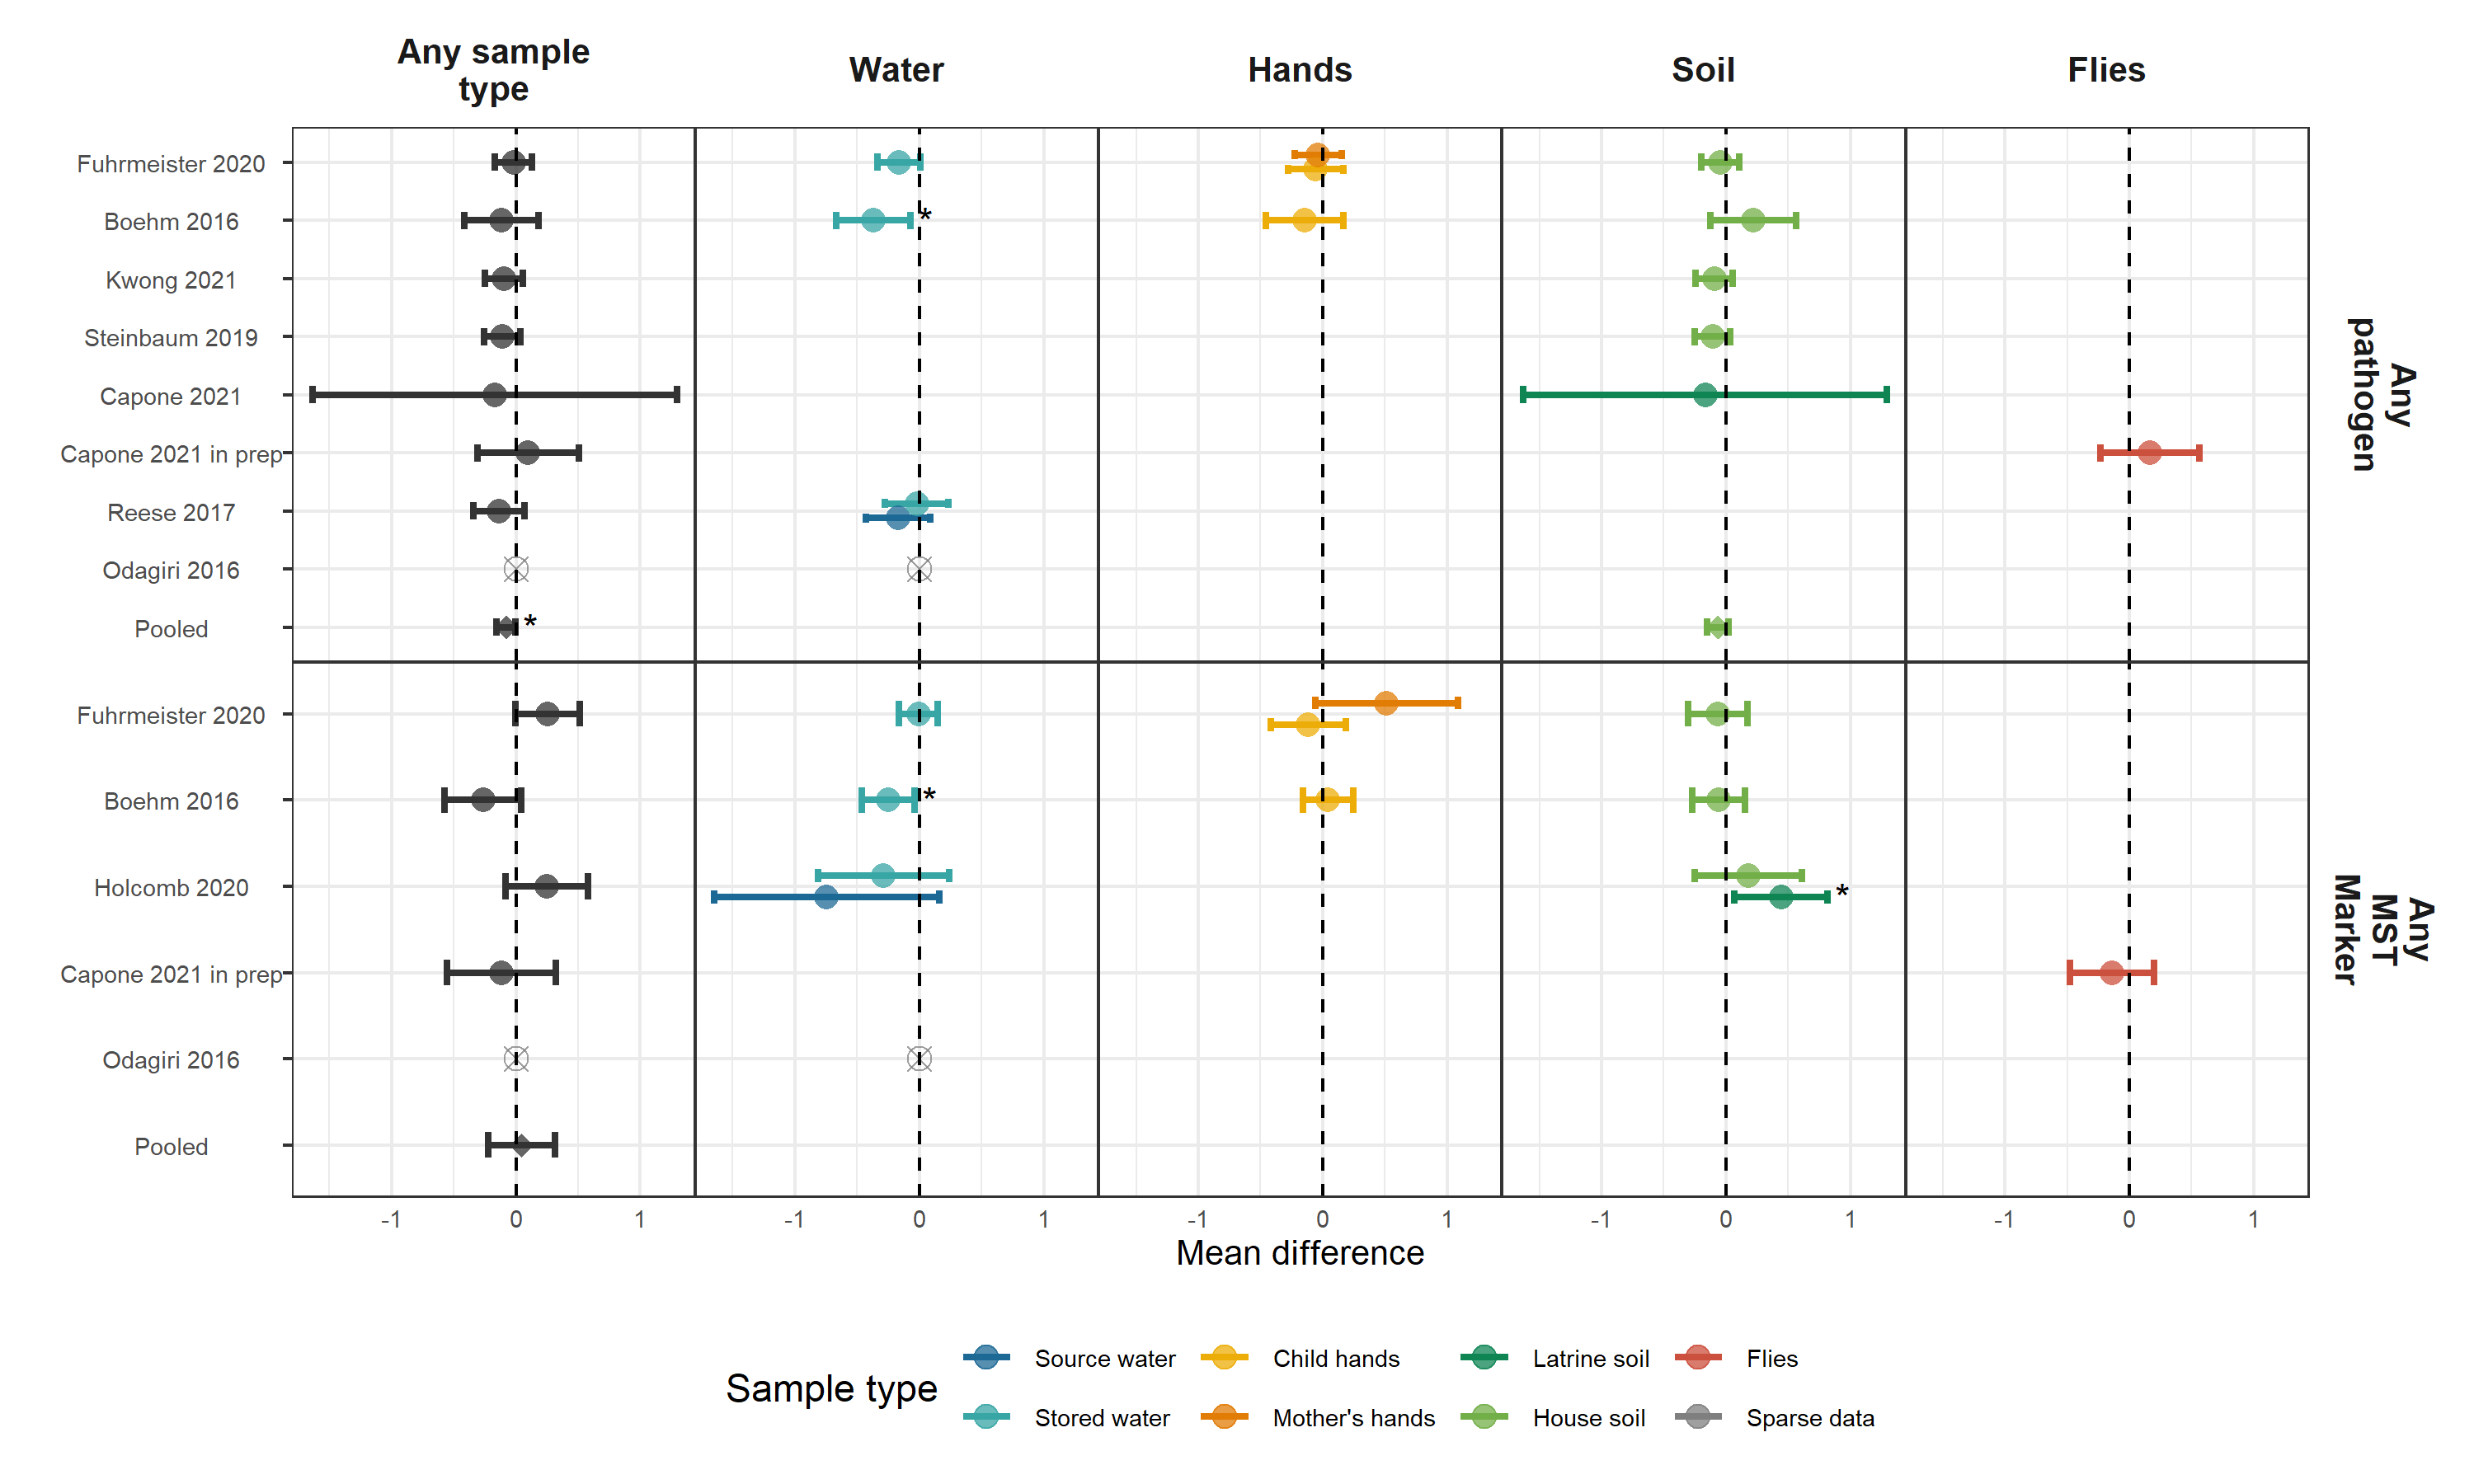 Any sample
type
Water
Hands
Soil
Flies
Fuhrmeister 2020
Boehm 2016
*
Kwong 2021
Steinbaum 2019
Capone 2021
Capone 2021 in prep
Reese 2017
Odagiri 2016
Pooled
*
Any
pathogen
Fuhrmeister 2020
Boehm 2016
*
Holcomb 2020
*
Capone 2021 in prep
Odagiri 2016
Pooled
Any
MST
Marker
-1 0 1
-1 0 1
-1 0 1
-1 0 1
-1 0 1
Mean difference
Sample type
Source water
Child hands
Latrine soil
Flies
Stored water
Mother's hands
House soil
Sparse data